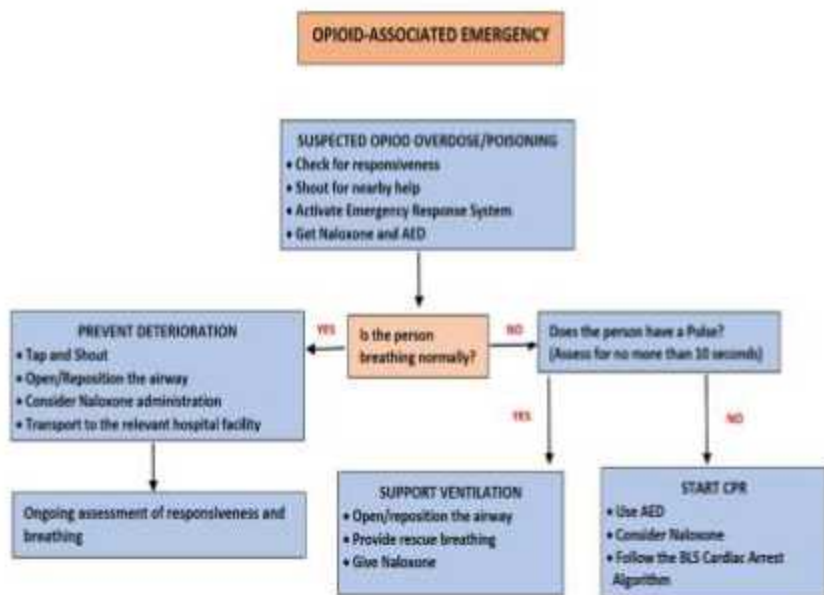 OPIOID-ASSOCIATED EMERGENCY
SUSPECTED OPIOD OVERDOSE/POISONING
• Check for responsiveness
• Shout for nearby help
• Activate Emergency Response System
• Get Naloxone and AED
PREVENT DETERIORATION
• Tap and Shout
• Open/Reposition the airway
• Consider Naloxone administration
• Transport to the relevant hospital facility
YES
Is the person
breathing normally?
NO
Does the person have a Pulse?
(Assess for no more than 10 seconds)
YES
NO
Ongoing assessment of responsiveness and
breathing
SUPPORT VENTILATION
• Open/reposition the airway
• Provide rescue breathing
• Give Naloxone
START CPR
• Use AED
• Consider Naloxone
• Follow the BLS Cardiac Arrest
Algorithm